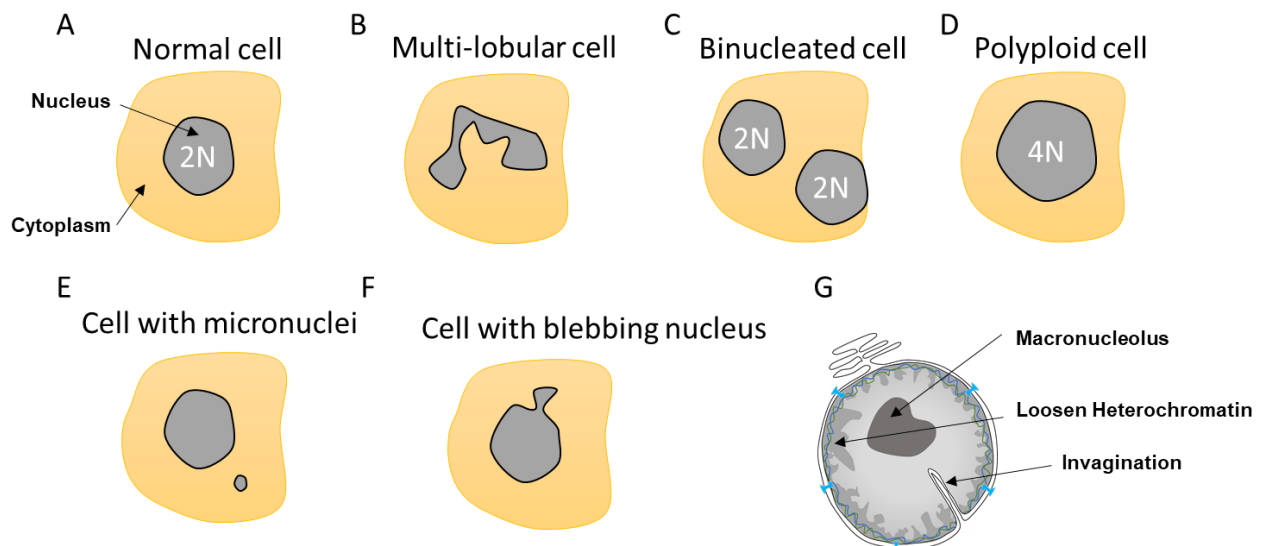 A
Normal cell
Nucleus
2N
Cytoplasm
B
Multi-lobular cell
C
Binucleated cell
2N
2N
D
Polyploid cell
4N
E
Cell with micronuclei
F
Cell with blebbing nucleus
G
Macronucleolus
Loosen Heterochromatin
Invagination